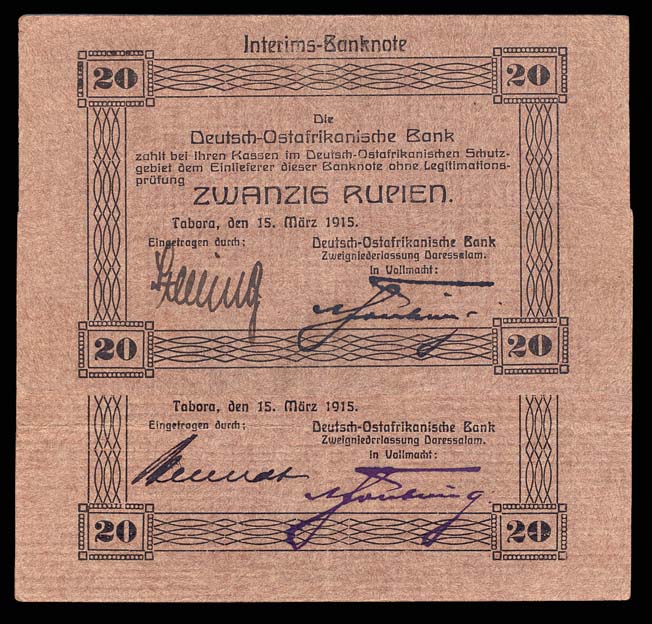 Interims-Banknote
20 20
Die
Deutsch-Ostafrikanische Bank
zahlt bei ihren Kassen im Deutsch-Ostafrikanischen Schutz-
gebiet dem Einlieferer dieser Banknote ohne Legitimations-
prüfung
ZWANZIG RUPIEN.
Tabora, den 15. März 1915.
Eingetragen durch: Deutsch-Ostafrikanische Bank
Zweigniederlassung Daressalam.
In Vollmacht:
20 20
Tabora, den 15. März 1915.
Eingetragen durch: Deutsch-Ostafrikanische Bank
Zweigniederlassung Daressalam.
In Vollmacht:
20 20